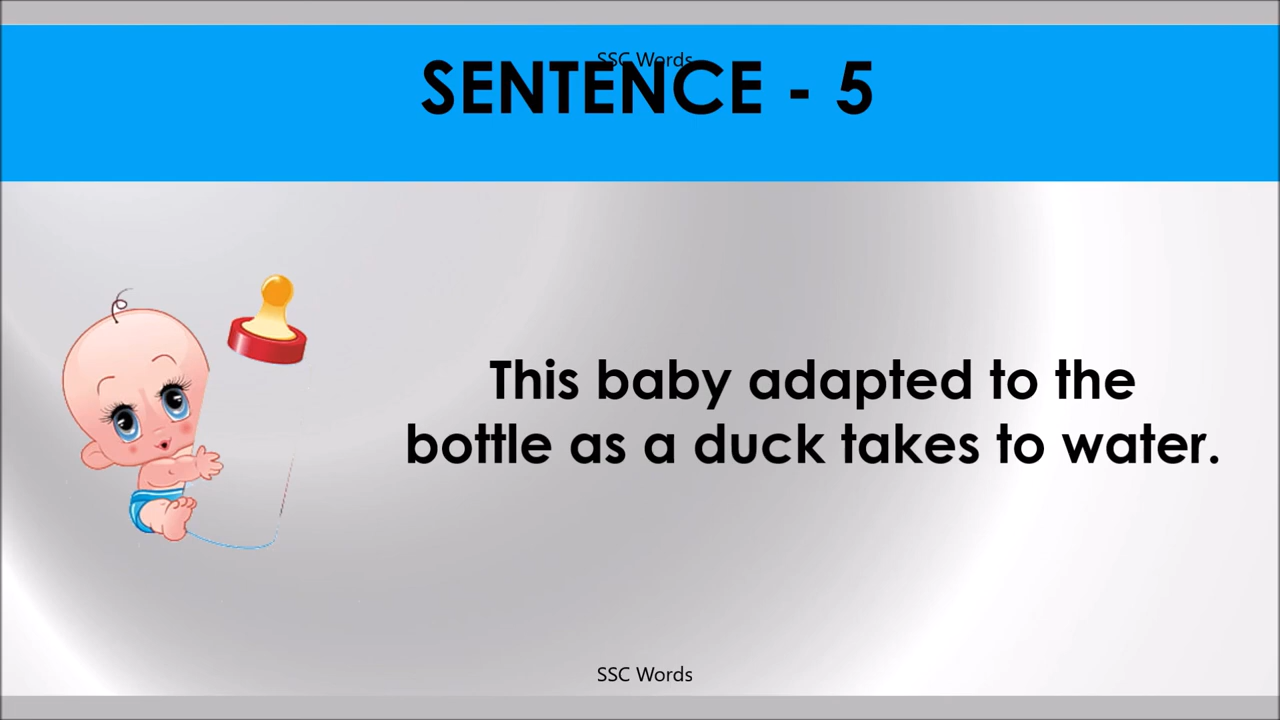 SSC Words
SENTENCE - 5
This baby adapted to the
bottle as a duck takes to water.
SSC Words